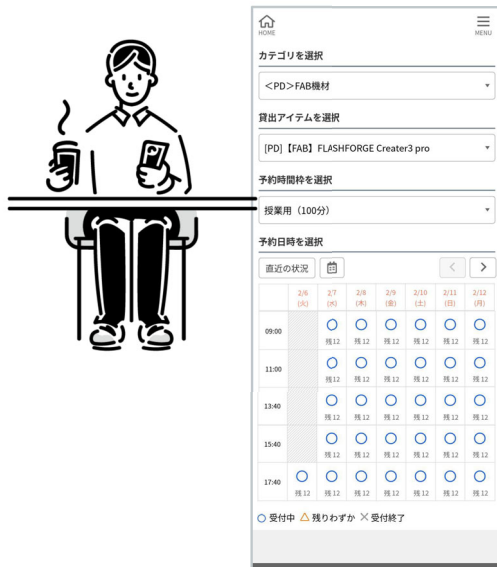 HOME
MENU
カテゴリを選択
＜PD＞FAB機材
貸出アイテムを選択
[PD]【FAB】FLASHFORGE Creater3 pro
予約時間枠を選択
授業用（100分）
予約日時を選択
直近の状況
2/6 2/7 2/8 2/9 2/10 2/11 2/12
(火) (水) (木) (金) (土) (日) (月)
09:00
残12 残12 残12 残12 残12 残12
11:00
残12 残12 残12 残12 残12 残12
13:40
残12 残12 残12 残12 残12 残12
15:40
残12 残12 残12 残12 残12 残12
17:40
残12 残12 残12 残12 残12 残12 残12
○ 受付中 △ 残りわずか ×受付終了